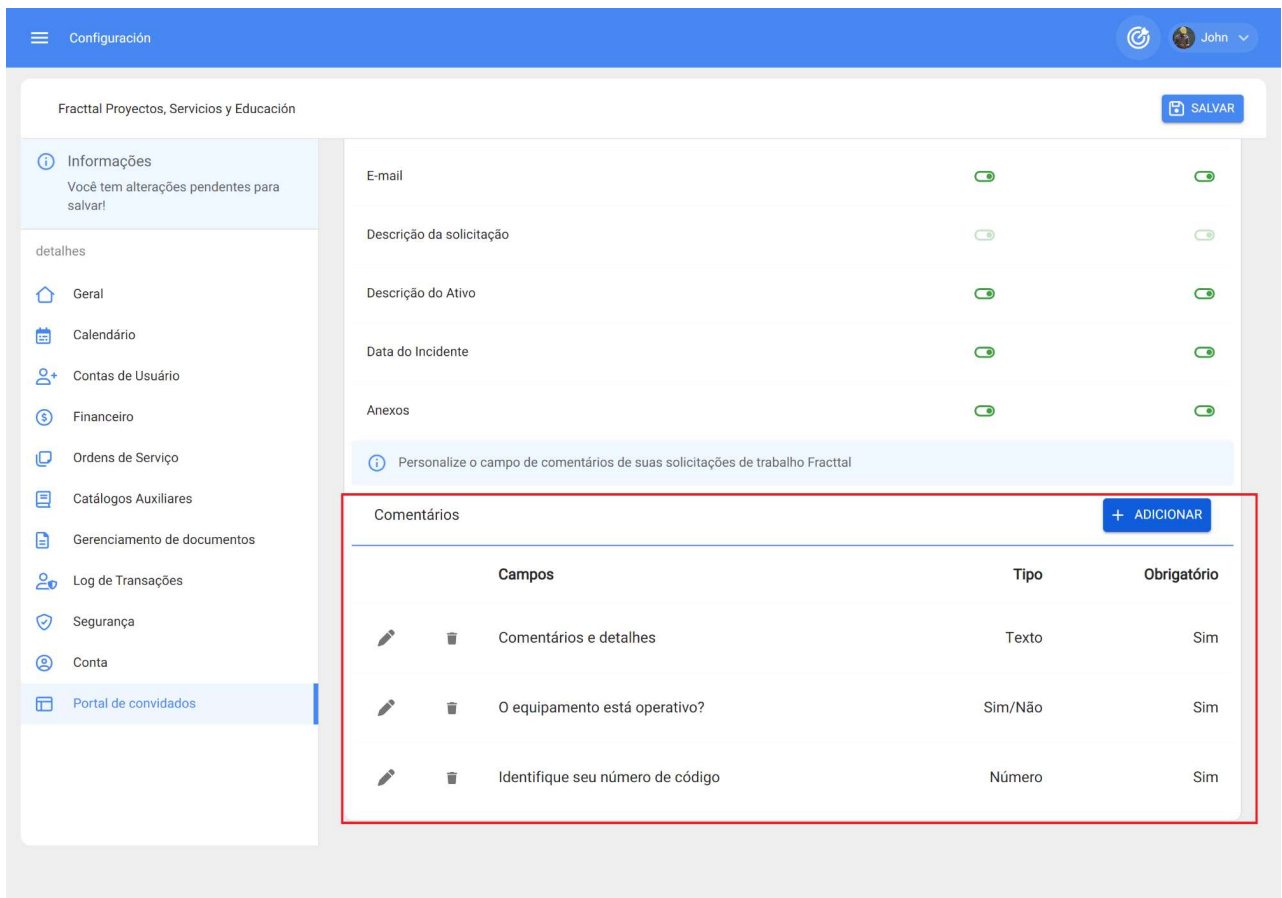 Configuración
John
Fracttal Proyectos, Servicios y Educación
SALVAR
Informações
Você tem alterações pendentes para
salvar!
detalhes
Geral
Calendário
Contas de Usuário
Financeiro
Ordens de Serviço
Catálogos Auxiliares
Gerenciamento de documentos
Log de Transações
Segurança
Conta
Portal de convidados
E-mail
Descrição da solicitação
Descrição do Ativo
Data do Incidente
Anexos
Personalize o campo de comentários de suas solicitações de trabalho Fracttal
Comentários
+ ADICIONAR
Campos Tipo Obrigatório
Comentários e detalhes Texto Sim
O equipamento está operativo? Sim/Não Sim
Identifique seu número de código Número Sim